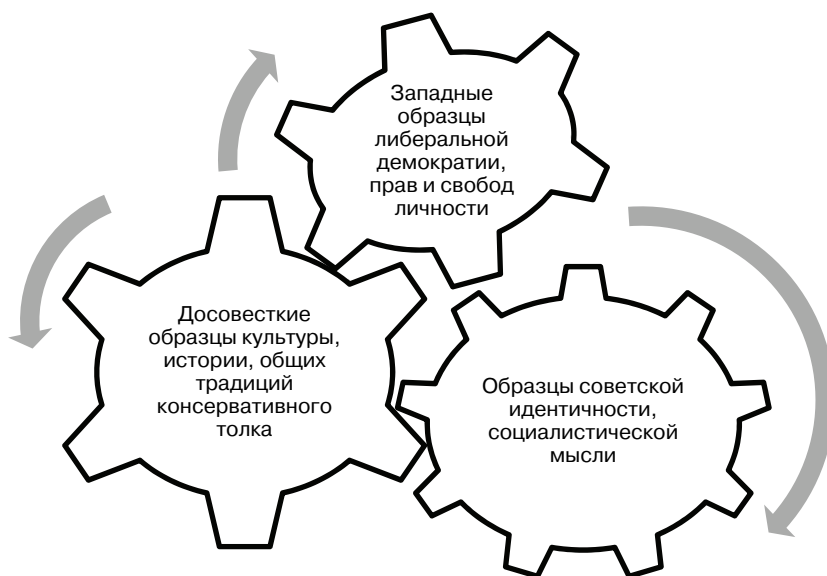 Западные
образцы
либеральной
демократии,
прав и свобод
личности
Досовесткие
образцы культуры,
истории, общих
традиций
консервативного
толка
Образцы советской
идентичности,
социалистической
мысли